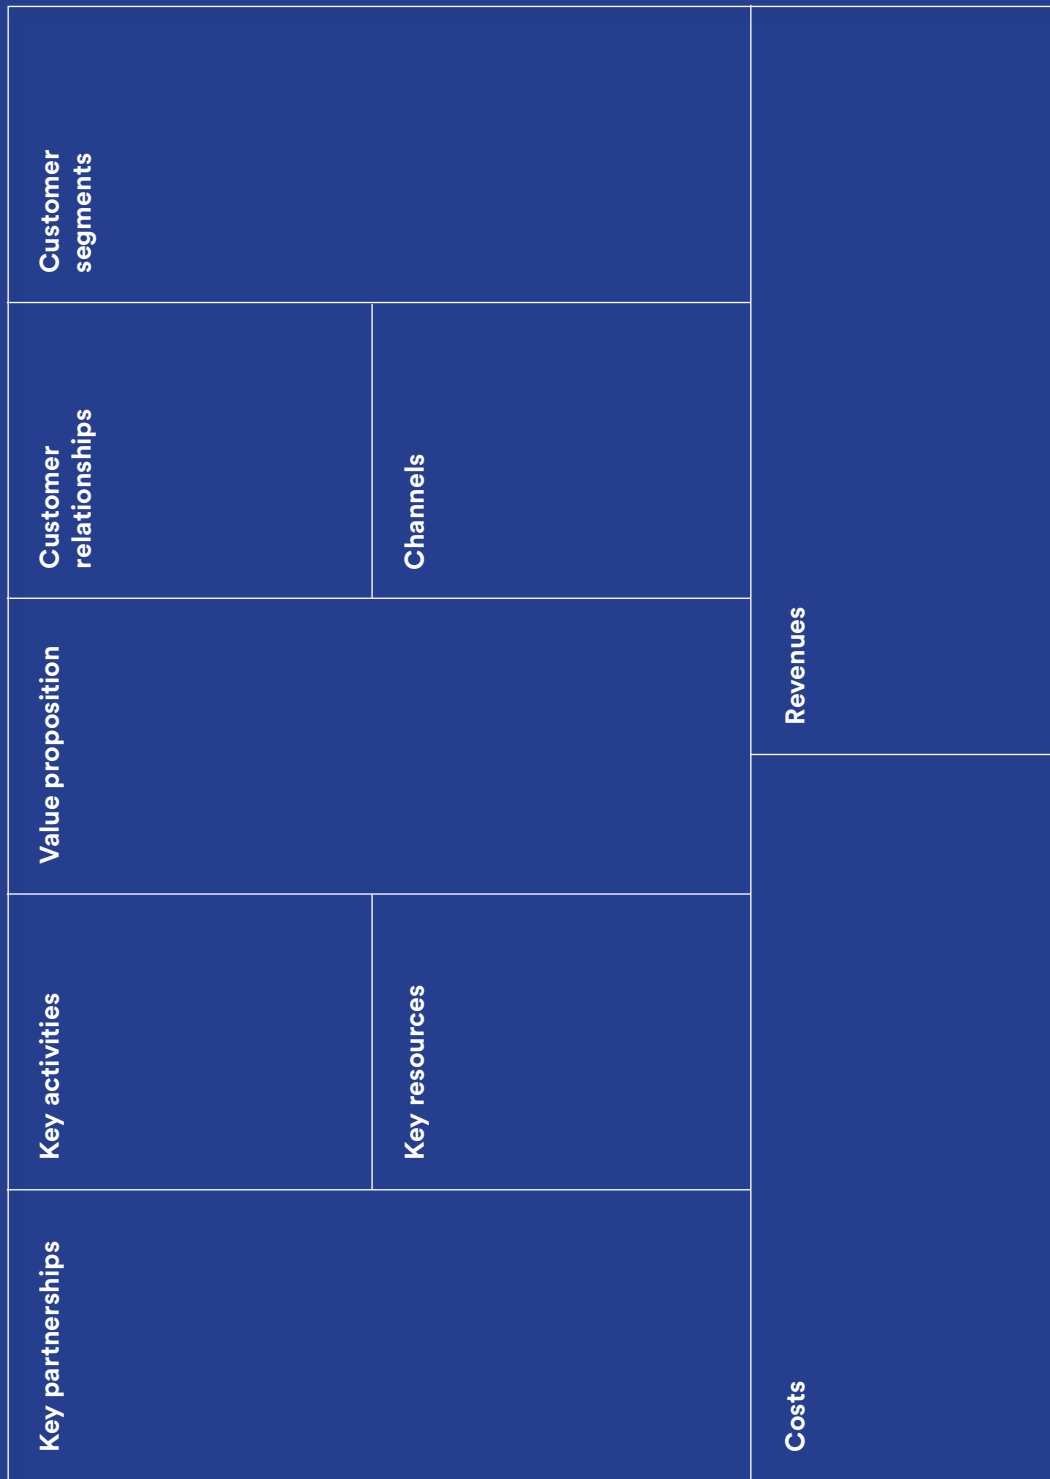 Key partnerships
Key activities
Key resources
Value proposition
Customer
relationships
Channels
Customer
segments
Costs
Revenues